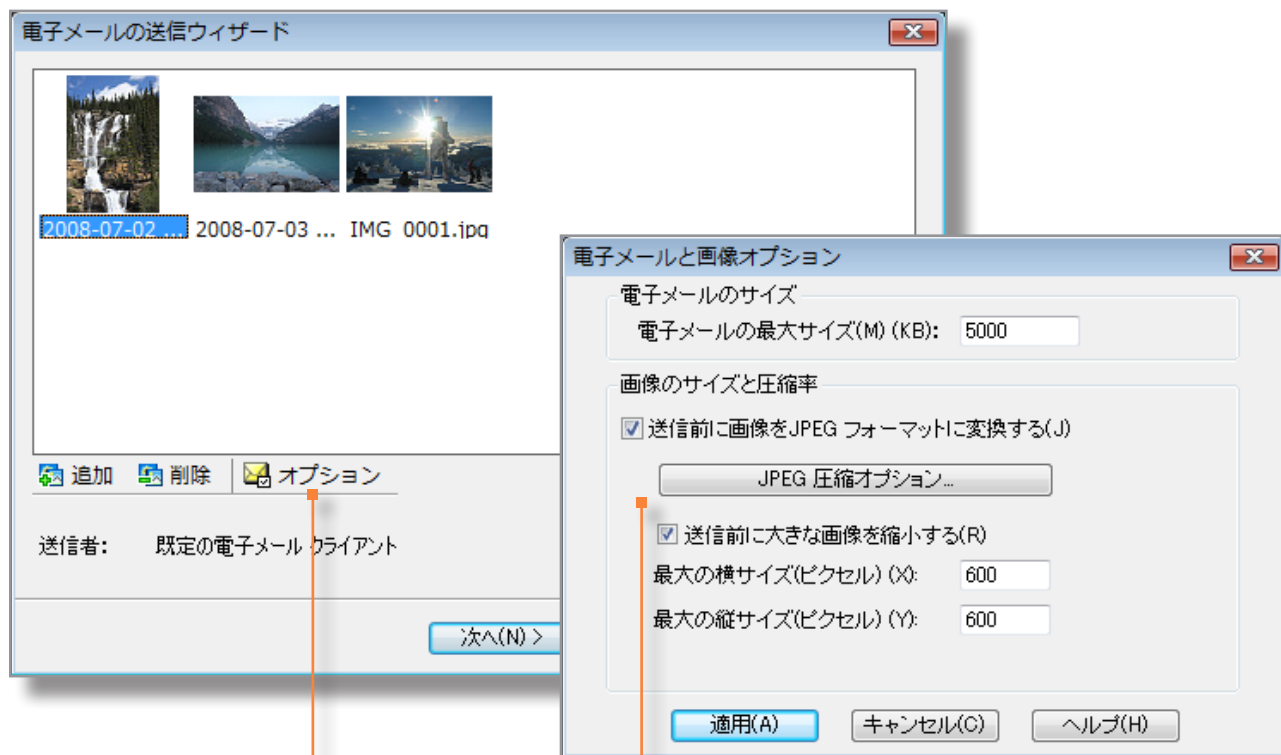 電子メールの送信ウィザード
2008-07-02 ...
2008-07-03 ...
IMG_0001.jpg
追加
削除
オプション
送信者:
既定の電子メール クライアント
次へ(N) >
電子メールと画像オプション
電子メールのサイズ
電子メールの最大サイズ(M) (KB): 5000
画像のサイズと圧縮率
送信前に画像をJPEG フォーマットに変換する(J)
JPEG 圧縮オプション...
送信前に大きな画像を縮小する(R)
最大の横サイズ(ピクセル) (X): 600
最大の縦サイズ(ピクセル) (Y): 600
適用(A)
キャンセル(C)
ヘルプ(H)